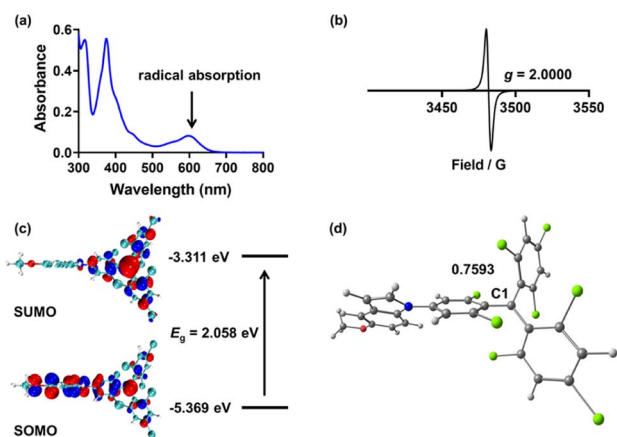 (a)
0.6
0.4
0.2
0.0
Absorbance
radical absorption
300 400 500 600 700 800
Wavelength (nm)
(b)
g = 2.0000
3450 3500 3550
Field / G
(c)
-3.311 eV
SUMO
Eg = 2.058 eV
-5.369 eV
SOMO
(d)
0.7593
C1